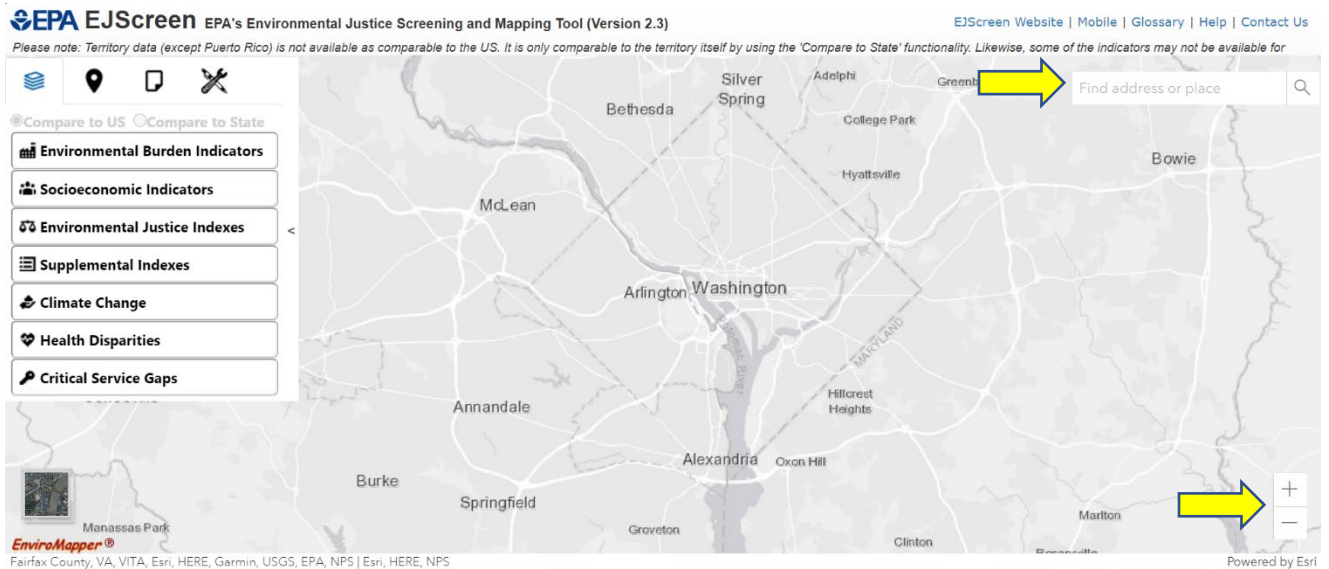 EPA EJScreen EPA's Environmental Justice Screening and Mapping Tool (Version 2.3)
EJScreen Website | Mobile | Glossary | Help | Contact Us
Please note: Territory data (except Puerto Rico) is not available as comparable to the US. It is only comparable to the territory itself by using the 'Compare to State' functionality. Likewise, some of the indicators may not be available for
Find address or place
Compare to US Compare to State
Environmental Burden Indicators
Socioeconomic Indicators
Environmental Justice Indexes
<
Supplemental Indexes
Climate Change
Health Disparities
Critical Service Gaps
Silver
Spring
Adelphi
Bethesda
College Park
Bowie
Hyattsville
McLean
Arlington
Washington
Potomac River
MARYLAND
Hillcrest
Heights
Annandale
Alexandria
Oxon Hill
Burke
Springfield
Groveton
Manassas Park
Marlton
Clinton
+
−
EnviroMapper ®
Fairfax County, VA, VITA, Esri, HERE, Garmin, USGS, EPA, NPS | Esri, HERE, NPS
Powered by Esri